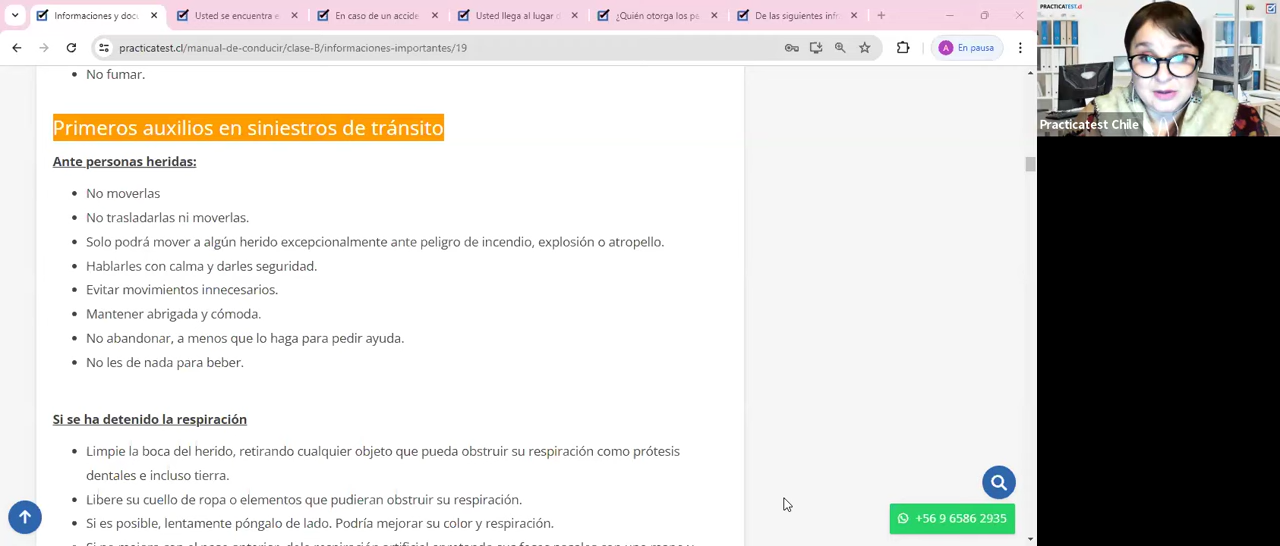 Informaciones y docu
Usted se encuentra e
En caso de un accide
Usted llega al lugar d
¿Quién otorga los pe
De las siguientes infr
practicatest.cl/manual-de-conducir/clase-B/informaciones-importantes/19
A En pausa
PRACTICATEST.cl
Practicatest Chile
• No fumar.
Primeros auxilios en siniestros de tránsito
Ante personas heridas:
• No moverlas
• No trasladarlas ni moverlas.
• Solo podrá mover a algún herido excepcionalmente ante peligro de incendio, explosión o atropello.
• Hablarles con calma y darles seguridad.
• Evitar movimientos innecesarios.
• Mantener abrigada y cómoda.
• No abandonar, a menos que lo haga para pedir ayuda.
• No les de nada para beber.
Si se ha detenido la respiración
• Limpie la boca del herido, retirando cualquier objeto que pueda obstruir su respiración como prótesis
dentales e incluso tierra.
• Libere su cuello de ropa o elementos que pudieran obstruir su respiración.
• Si es posible, lentamente póngalo de lado. Podría mejorar su color y respiración.
+56 9 6586 2935